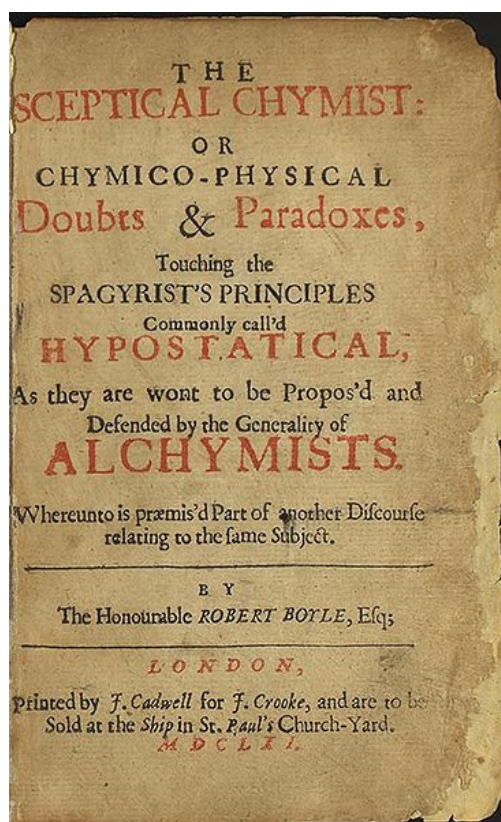 THE
SCEPTICAL CHYMIST:
OR
CHYMICO-PHYSICAL
Doubts & Paradoxes,
Touching the
SPAGYRIST'S PRINCIPLES
Commonly call'd
HYPOSTATICAL,
As they are wont to be Propos'd and
Defended by the Generality of
ALCHYMISTS.
Whereunto is præmis'd Part of another Diſcourſe
relating to the ſame Subject.
BY
The Honourable ROBERT BOYLE, Eſq;
LONDON,
Printed by J. Cadwell for J. Crooke, and are to be
Sold at the Ship in St. Paul's Church-Yard.
MDCLXI.